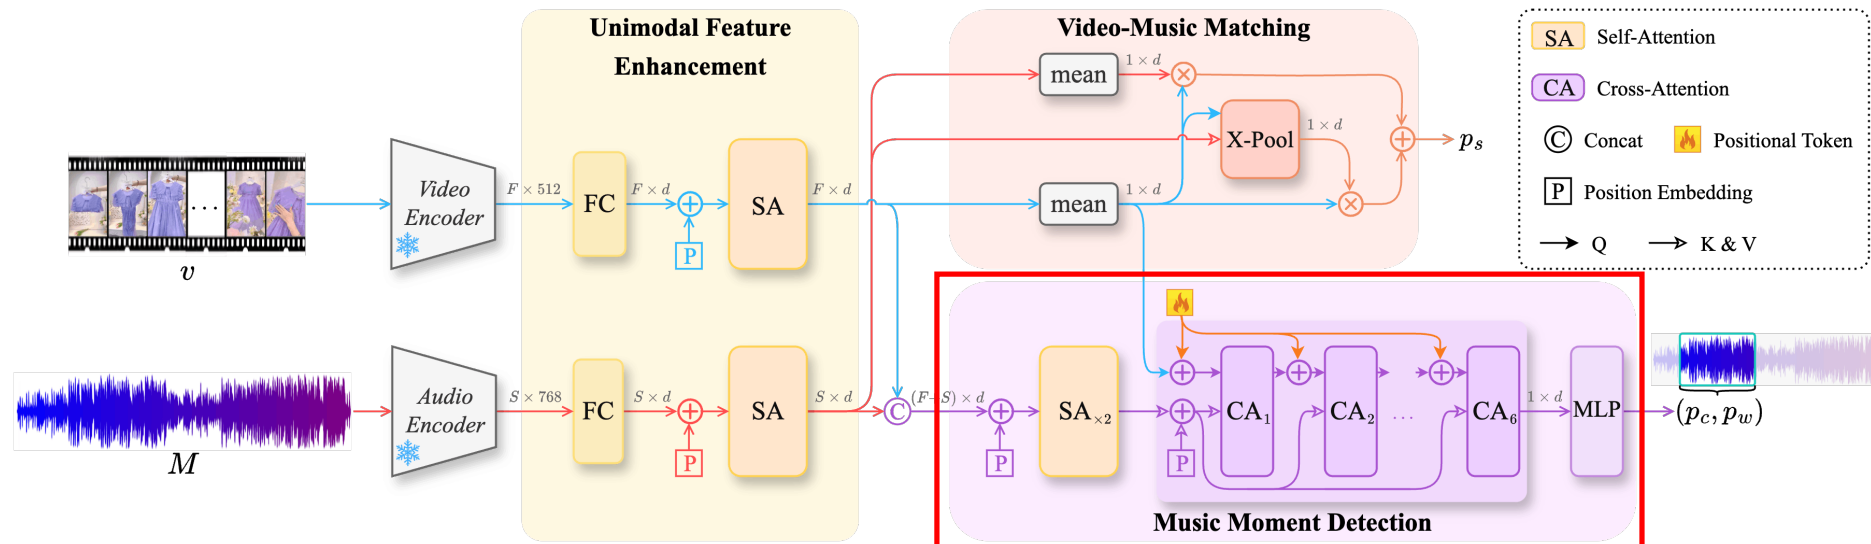 Unimodal Feature
Enhancement
Video-Music Matching
SA Self-Attention
CA Cross-Attention
C Concat
Positional Token
P Position Embedding
Q
K & V
mean
1 × d
X-Pool
1 × d
p_s
mean
1 × d
v
Video
Encoder
F × 512
FC
F × d
P
SA
F × d
M
Audio
Encoder
S × 768
FC
S × d
P
SA
S × d
C
× d
P
SA×2
P
CA1
CA2
...
CA6
1 × d
MLP
(p_c, p_w)
Music Moment Detection